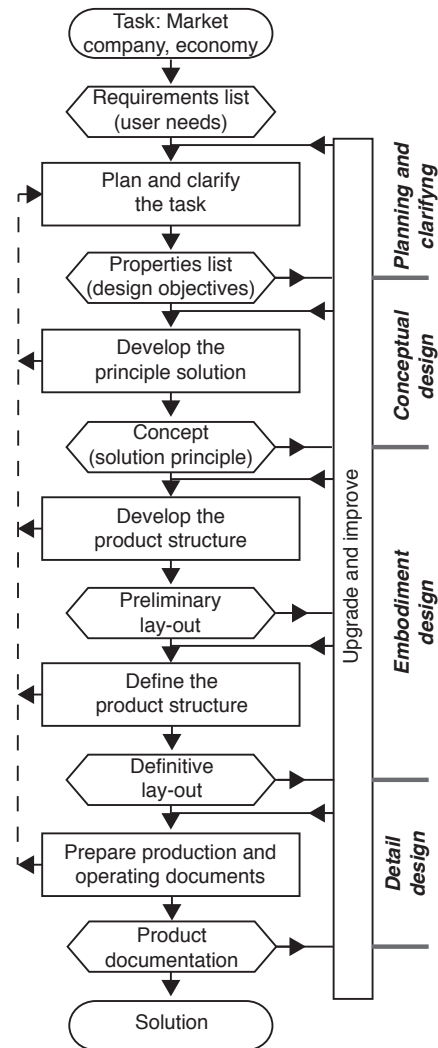 Task: Market
company, economy
Requirements list
(user needs)
Plan and clarify
the task
Properties list
(design objectives)
Develop the
principle solution
Concept
(solution principle)
Develop the
product structure
Preliminary
lay-out
Define the
product structure
Definitive
lay-out
Prepare production and
operating documents
Product
documentation
Solution
Upgrade and improve
Planning and
clarifyng
Conceptual
design
Embodiment
design
Detail
design